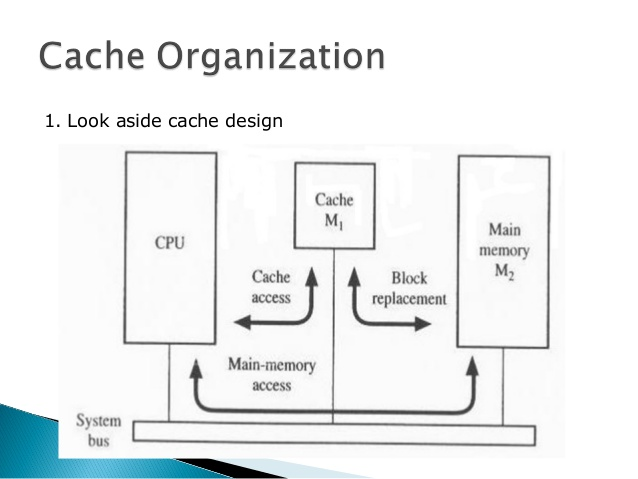 Cache Organization
1. Look aside cache design
CPU
Cache
M1
Main
memory
M2
Cache
access
Block
replacement
Main-memory
access
System
bus